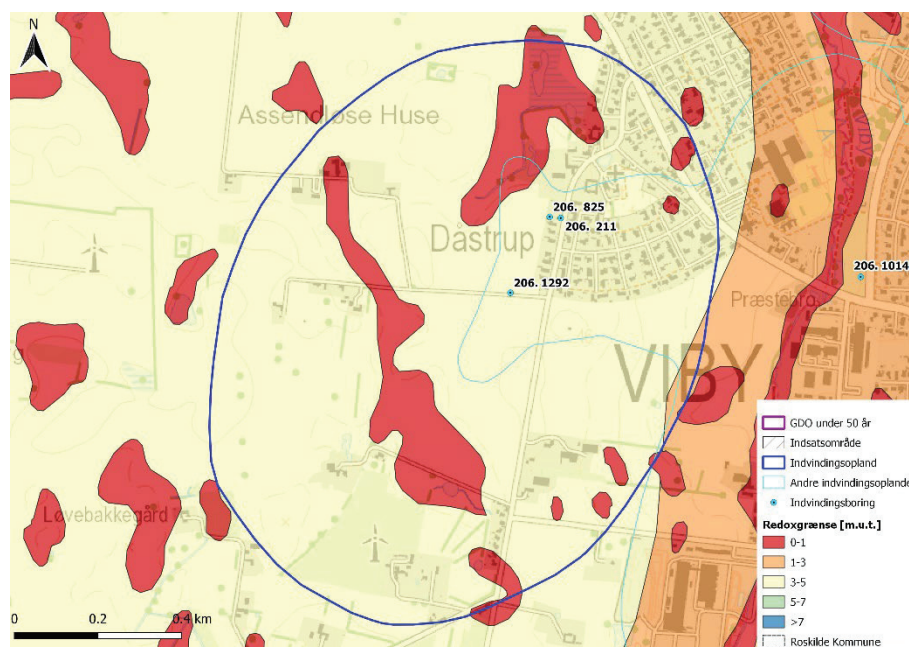 N
Assendløse Huse
Viby
206. 825
206. 211
Dåstrup
206. 1292
206. 1014
Præstebro
VIBY
Løvebakkegård
0 0.2 0.4 km
GDO under 50 år
Indsatsområde
Indvindingsopland
Andre indvindingsoplande
Indvindingsboring
Redoxgrænse [m.u.t.]
0-1
1-3
3-5
5-7
>7
Roskilde Kommune